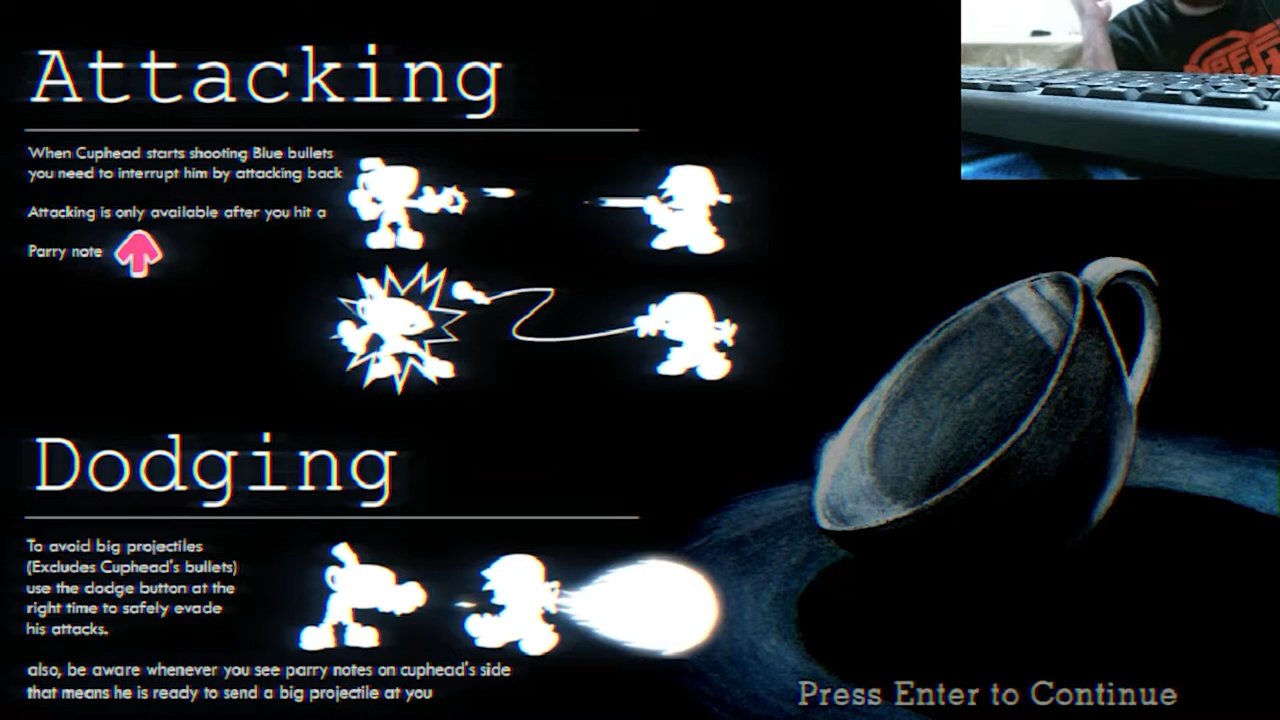 Attacking
When Cuphead starts shooting Blue bullets
you need to interrupt him by attacking back
Attacking is only available after you hit a
Parry note
Dodging
To avoid big projectiles
(Excludes Cuphead's bullets)
use the dodge button at the
right time to safely evade
his attacks.
also, be aware whenever you see parry notes on cuphead's side
that means he is ready to send a big projectile at you
Press Enter to Continue